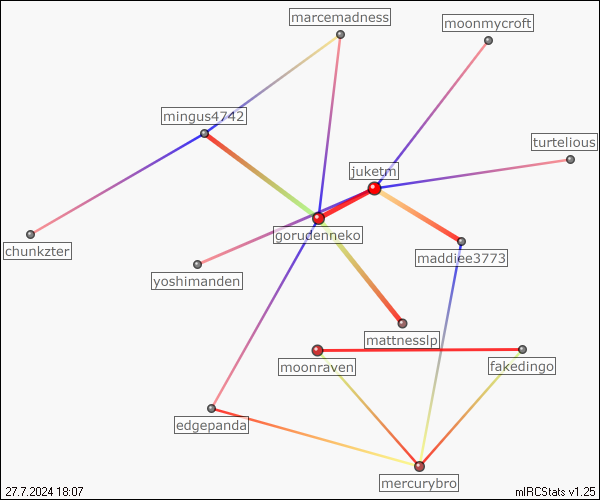 marcemadness
moonmycroft
mingus4742
turtelious
juketm
gorudenneko
chunkzter
maddiee3773
yoshimanden
mattnesslp
moonraven
fakedingo
edgepanda
mercurybro
27.7.2024 18:07
mIRCStats v1.25